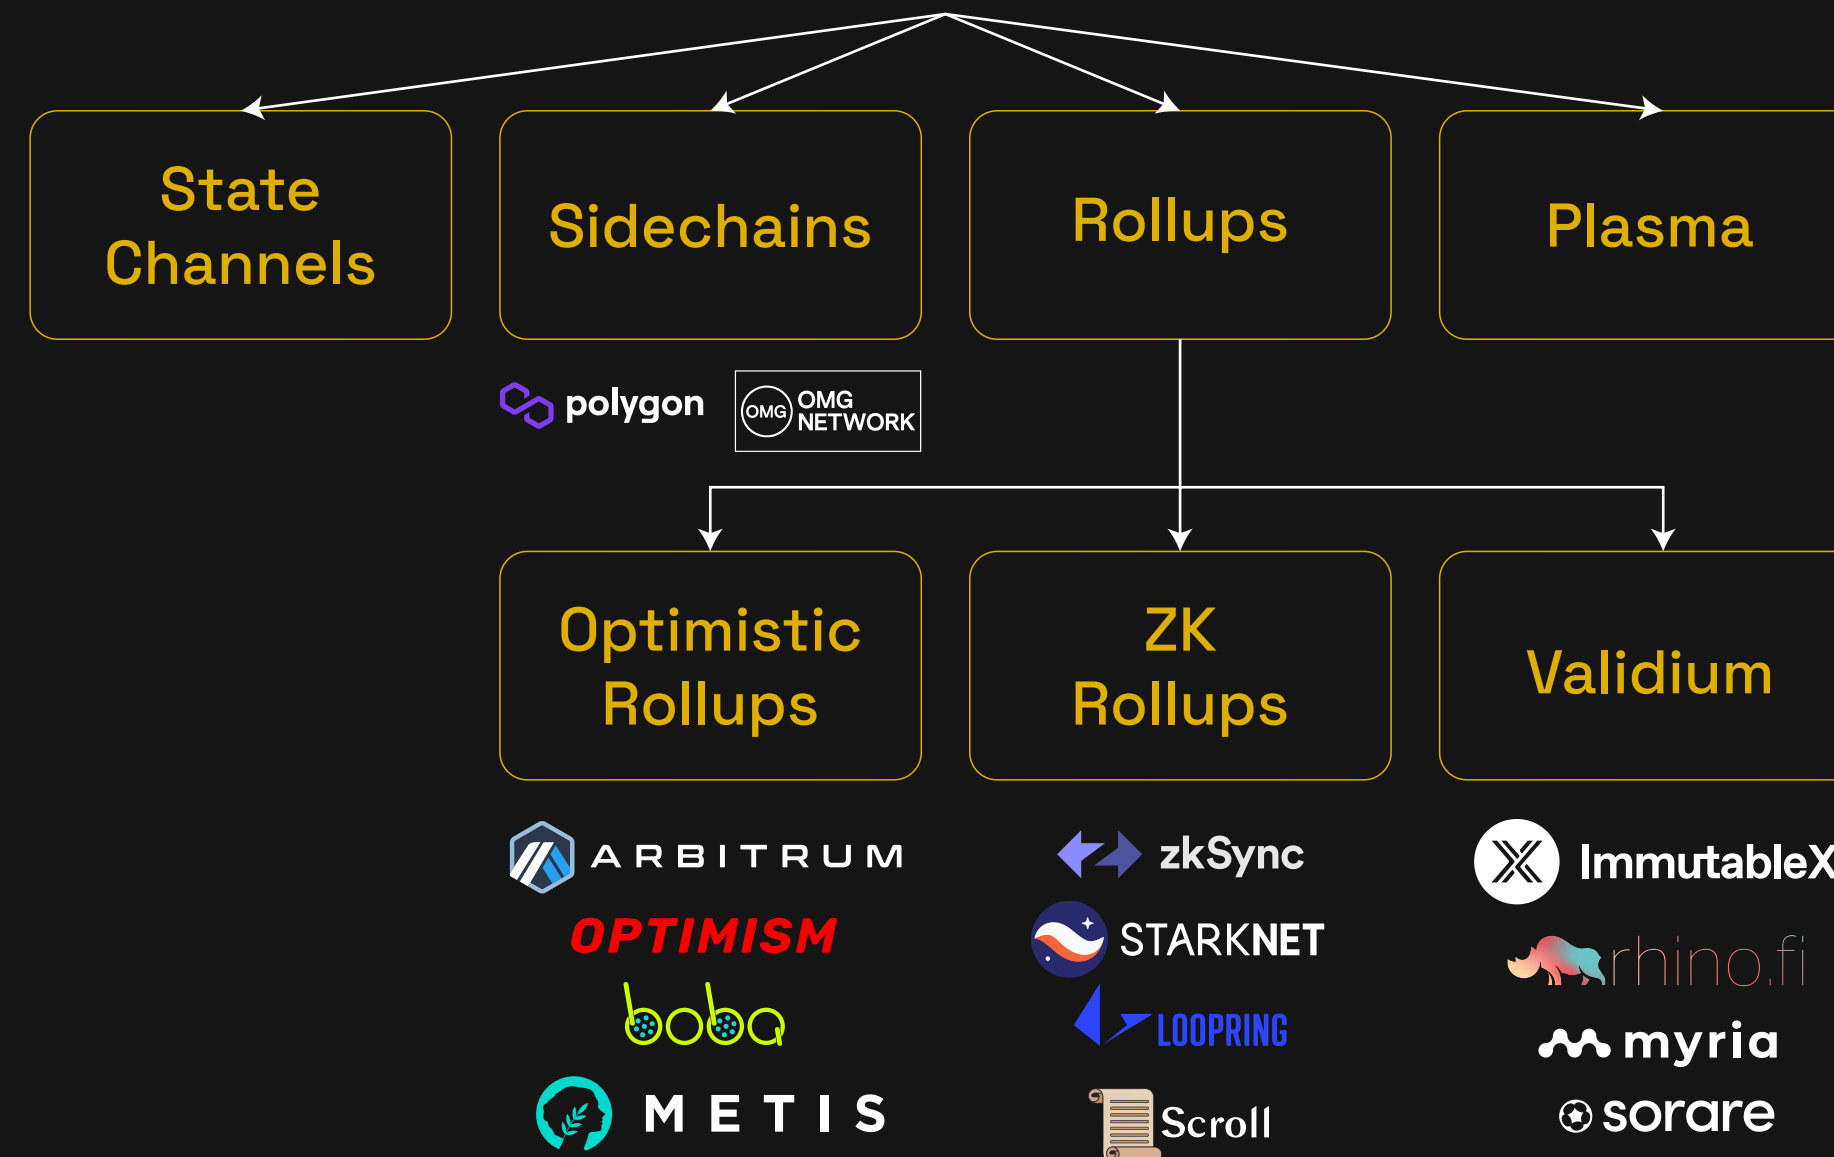 State
Channels
Sidechains
Rollups
Plasma
polygon
OMG
OMG
NETWORK
Optimistic
Rollups
ZK
Rollups
Validium
ARBITRUM
OPTIMISM
boba
METIS
zkSync
STARKNET
LOOPRING
Scroll
ImmutableX
rhino.fi
myria
sorare